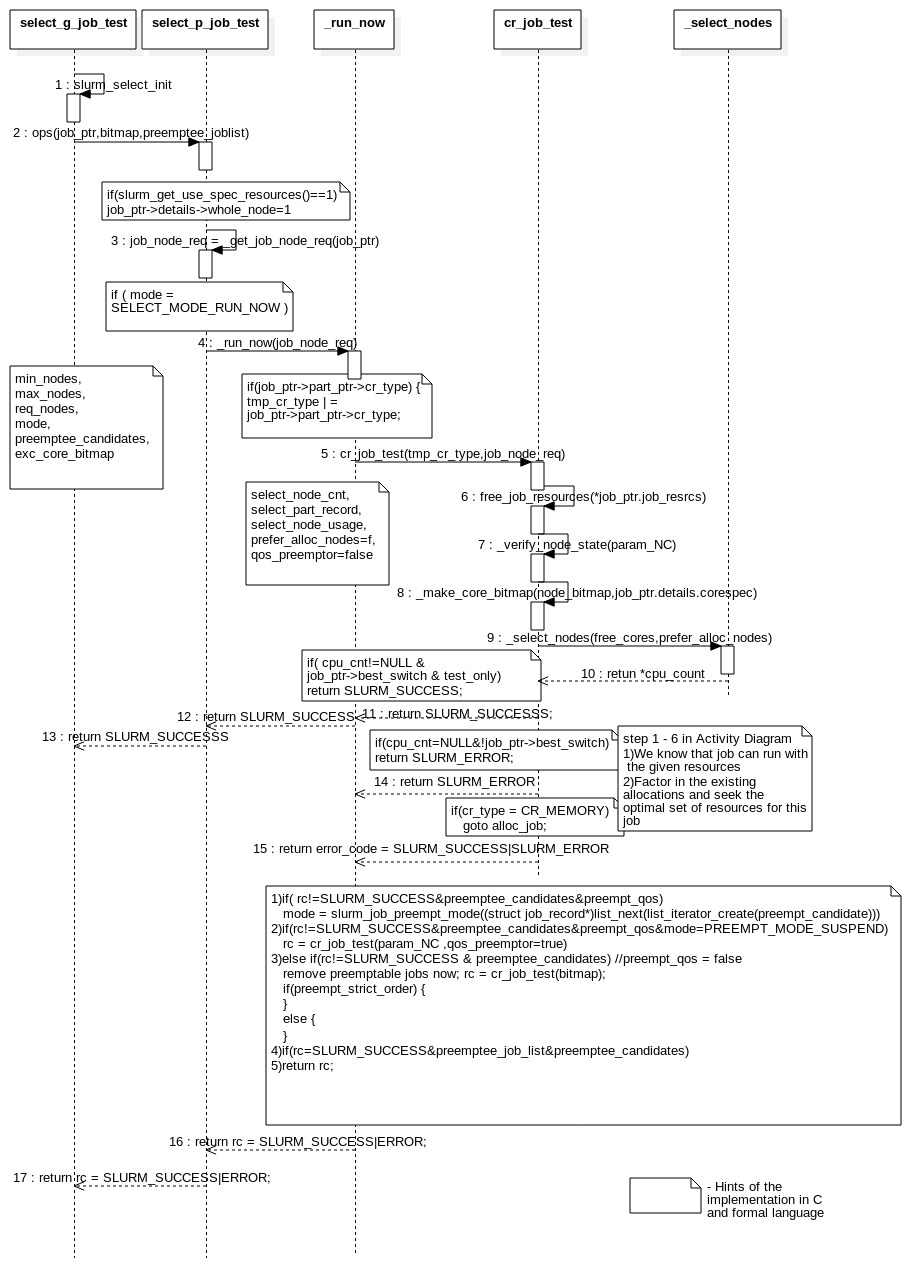 select_g_job_test
select_p_job_test
_run_now
cr_job_test
_select_nodes
1 : slurm_select_init
2 : ops(job_ptr,bitmap,preemptee_joblist)
if(slurm_get_use_spec_resources()==1)
job_ptr->details->whole_node=1
3 : job_node_req = _get_job_node_req(job_ptr)
if ( mode =
SELECT_MODE_RUN_NOW )
4 : _run_now(job_node_req)
min_nodes,
max_nodes,
req_nodes,
mode,
preemptee_candidates,
exc_core_bitmap
if(job_ptr->part_ptr->cr_type) {
tmp_cr_type | =
job_ptr->part_ptr->cr_type;
5 : cr_job_test(tmp_cr_type,job_node_req)
select_node_cnt,
select_part_record,
select_node_usage,
prefer_alloc_nodes=f,
qos_preemptor=false
6 : free_job_resources(*job_ptr.job_resrcs)
7 : _verify_node_state(param_NC)
8 : _make_core_bitmap(node_bitmap,job_ptr.details.corespec)
9 : _select_nodes(free_cores,prefer_alloc_nodes)
if( cpu_cnt!=NULL &
job_ptr->best_switch & test_only)
return SLURM_SUCCESS;
10 : retun *cpu_count
11 : return SLURM_SUCCESSS;
12 : return SLURM_SUCCESS
13 : return SLURM_SUCCESSS
if(cpu_cnt=NULL&!job_ptr->best_switch)
return SLURM_ERROR;
step 1 - 6 in Activity Diagram
1)We know that job can run with
the given resources
2)Factor in the existing
allocations and seek the
optimal set of resources for this
job
14 : return SLURM_ERROR
if(cr_type = CR_MEMORY)
goto alloc_job;
15 : return error_code = SLURM_SUCCESS|SLURM_ERROR
1)if( rc!=SLURM_SUCCESS&preemptee_candidates&preempt_qos)
mode = slurm_job_preempt_mode((struct job_record*)list_next(list_iterator_create(preempt_candidate)))
2)if(rc!=SLURM_SUCCESS&preemptee_candidates&preempt_qos&mode=PREEMPT_MODE_SUSPEND)
rc = cr_job_test(param_NC ,qos_preemptor=true)
3)else if(rc!=SLURM_SUCCESS & preemptee_candidates) //preempt_qos = false
remove preemptable jobs now; rc = cr_job_test(bitmap);
if(preempt_strict_order) {
}
else {
}
4)if(rc=SLURM_SUCCESS&preemptee_job_list&preemptee_candidates)
5)return rc;
16 : return rc = SLURM_SUCCESS|ERROR;
17 : return rc = SLURM_SUCCESS|ERROR;
- Hints of the
implementation in C
and formal language